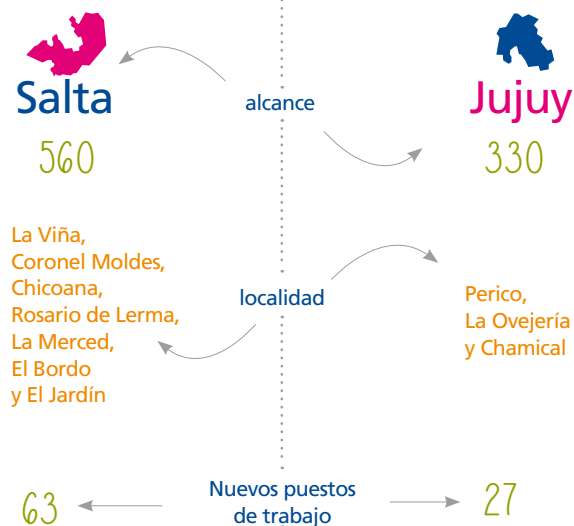 Salta
alcance
Jujuy
560
330
La Viña,
Coronel Moldes,
Chicoana,
Rosario de Lerma,
La Merced,
El Bordo
y El Jardín
localidad
Perico,
La Ovejería
y Chamical
63
Nuevos puestos
de trabajo
27